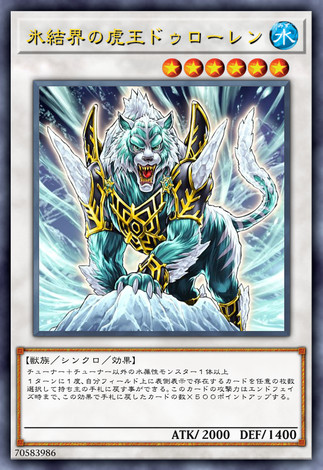 氷結界の虎王ドゥローレン
水
【獣族／シンクロ／効果】
チューナー＋チューナー以外の水属性モンスター１体以上
１ターンに１度、自分フィールド上に表側表示で存在するカードを任意の枚数
選択して持ち主の手札に戻す事ができる。このカードの攻撃力はエンドフェイ
ズ時まで、この効果で手札に戻したカードの数×５００ポイントアップする。
ATK/2000 DEF/1400
70583986